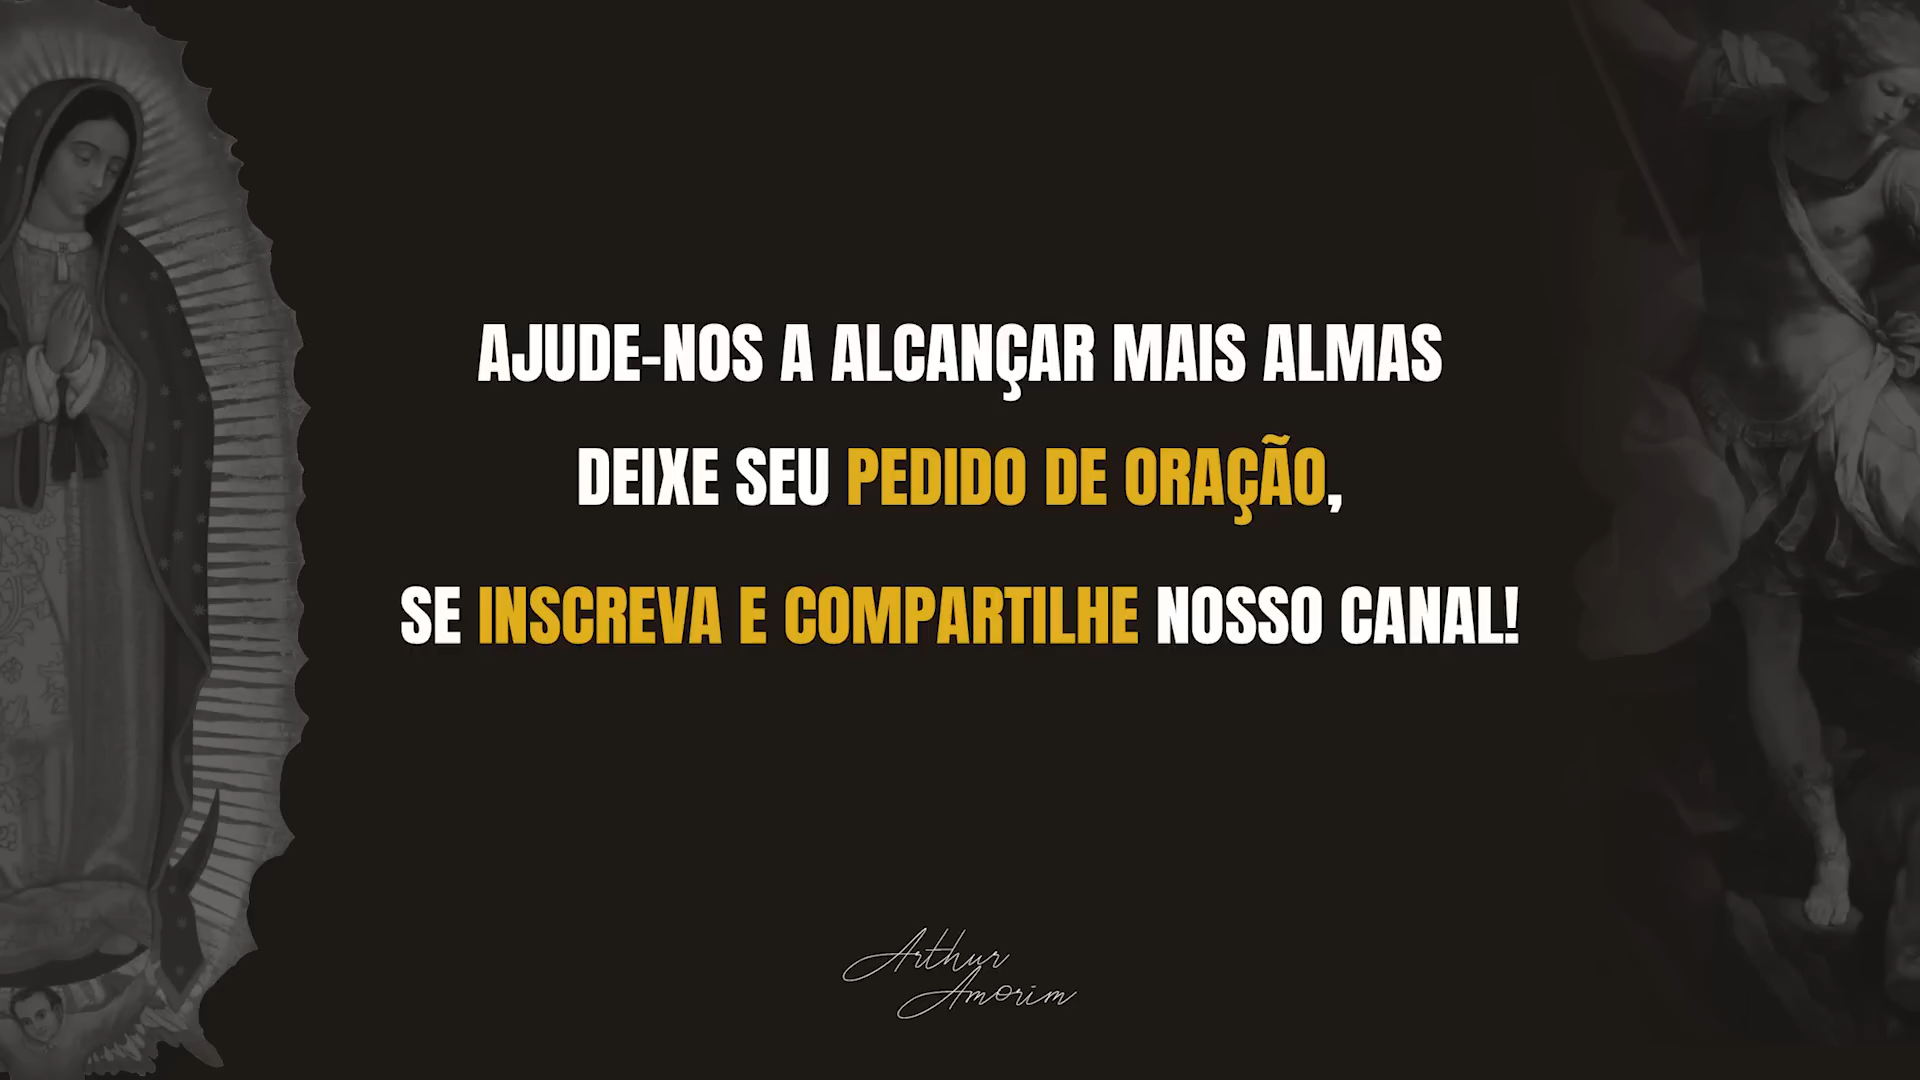 AJUDE-NOS A ALCANÇAR MAIS ALMAS
DEIXE SEU PEDIDO DE ORAÇÃO,
SE INSCREVA E COMPARTILHE NOSSO CANAL!
Arthur
Amorim